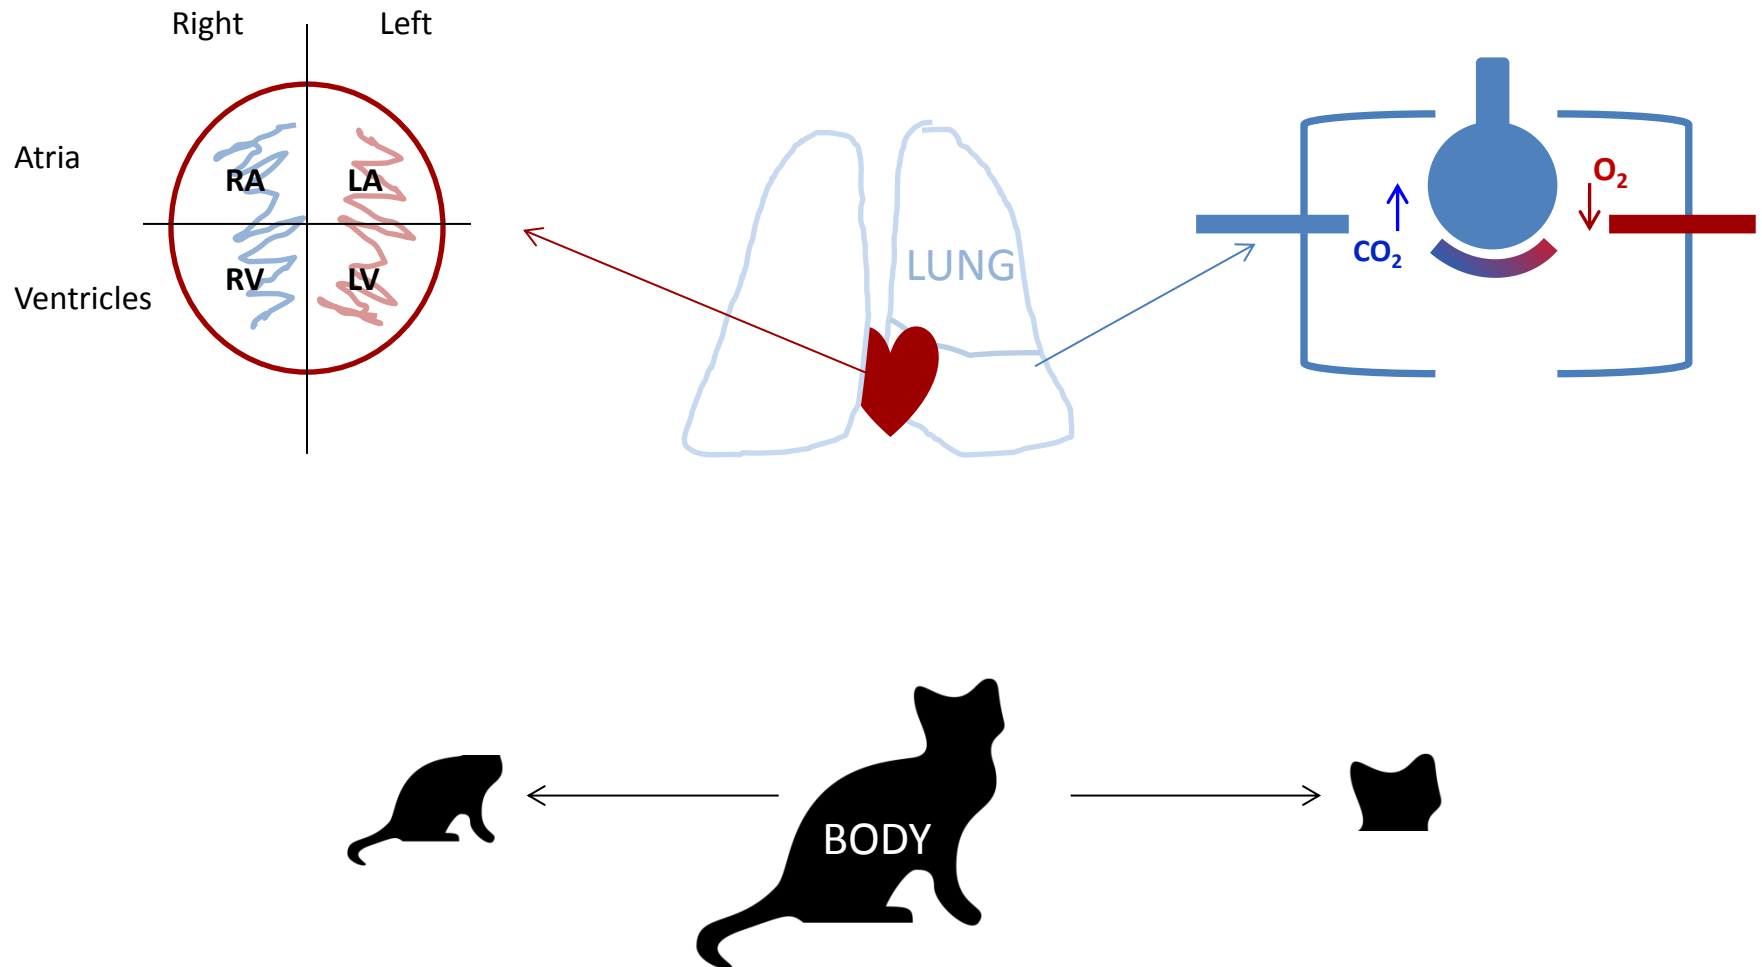 Right
Left
Atria
RA
LA
Ventricles
RV
LV
LUNG
O₂
CO₂
BODY